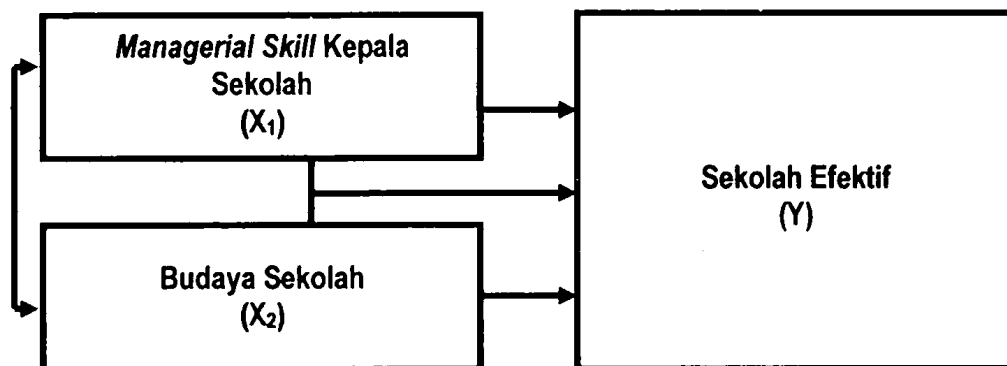 Managerial Skill Kepala
Sekolah
(X₁)
Sekolah Efektif
(Y)
Budaya Sekolah
(X₂)